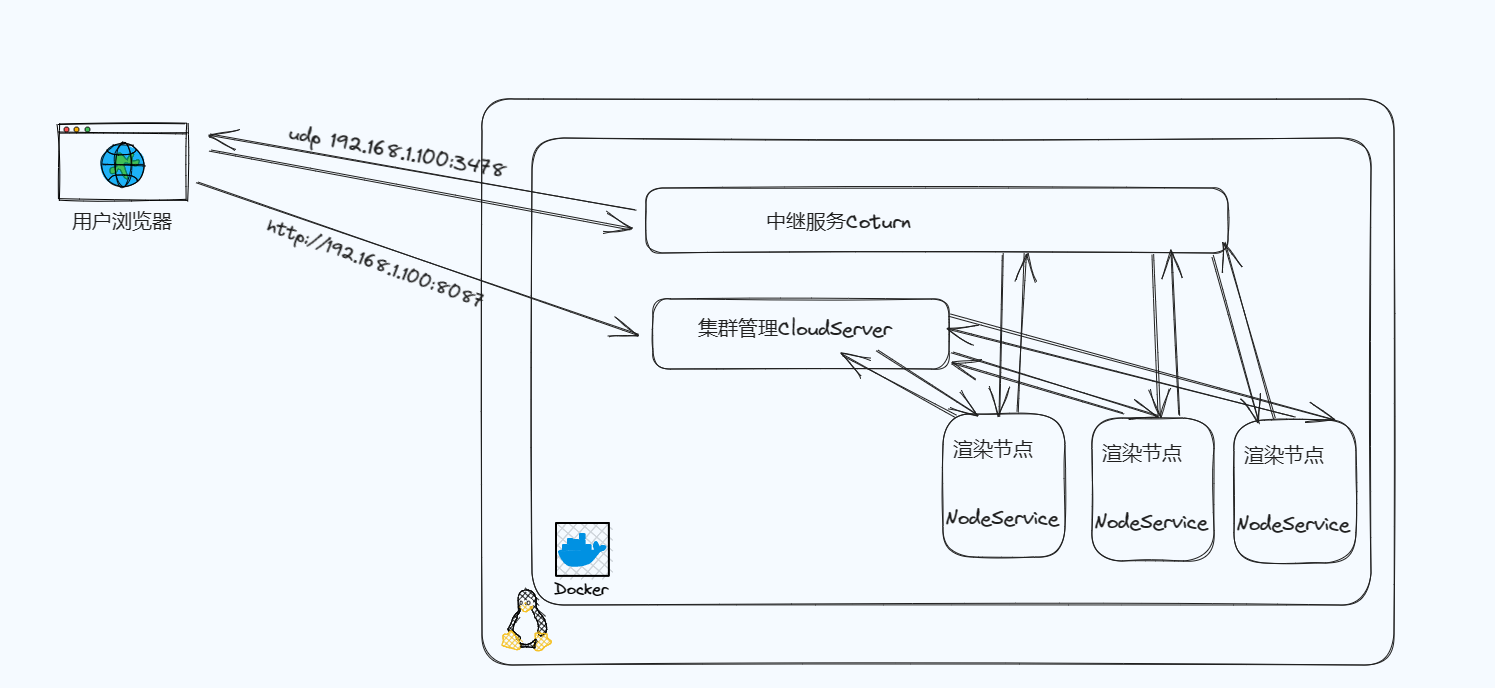 udp 192.168.1.100:3478
用户浏览器
http://192.168.1.100:8087
中继服务Coturn
集群管理CloudServer
渲染节点
NodeService
渲染节点
NodeService
渲染节点
NodeService
Docker